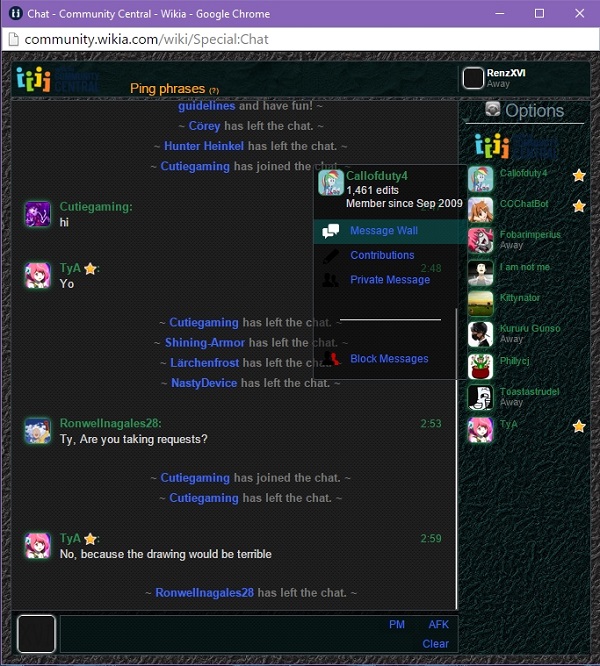 Chat - Community Central - Wikia - Google Chrome
community.wikia.com/wiki/Special:Chat
Ping phrases (?)
RenzXVI
Away
guidelines and have fun! ~
~ Cörey has left the chat. ~
~ Hunter Heinkel has left the chat. ~
~ Cutiegaming has joined the chat. ~
Cutiegaming:
hi
TyA :
2:48
Yo
~ Cutiegaming has left the chat. ~
~ Shining-Armor has left the chat. ~
~ Lärchenfrost has left the chat. ~
~ NastyDevice has left the chat. ~
Ronwellnagales28:
2:53
Ty, Are you taking requests?
~ Cutiegaming has joined the chat. ~
~ Cutiegaming has left the chat. ~
TyA :
2:59
No, because the drawing would be terrible
~ Ronwellnagales28 has left the chat. ~
Callofduty4
1,461 edits
Member since Sep 2009
Message Wall
Contributions
Private Message
Block Messages
Options
Callofduty4
CCChatBot
Fobarimperius
Away
I am not me
Kittynator
Kururu Gunso
Away
Phillycj
Toastastrudel
Away
TyA
PM AFK
Clear